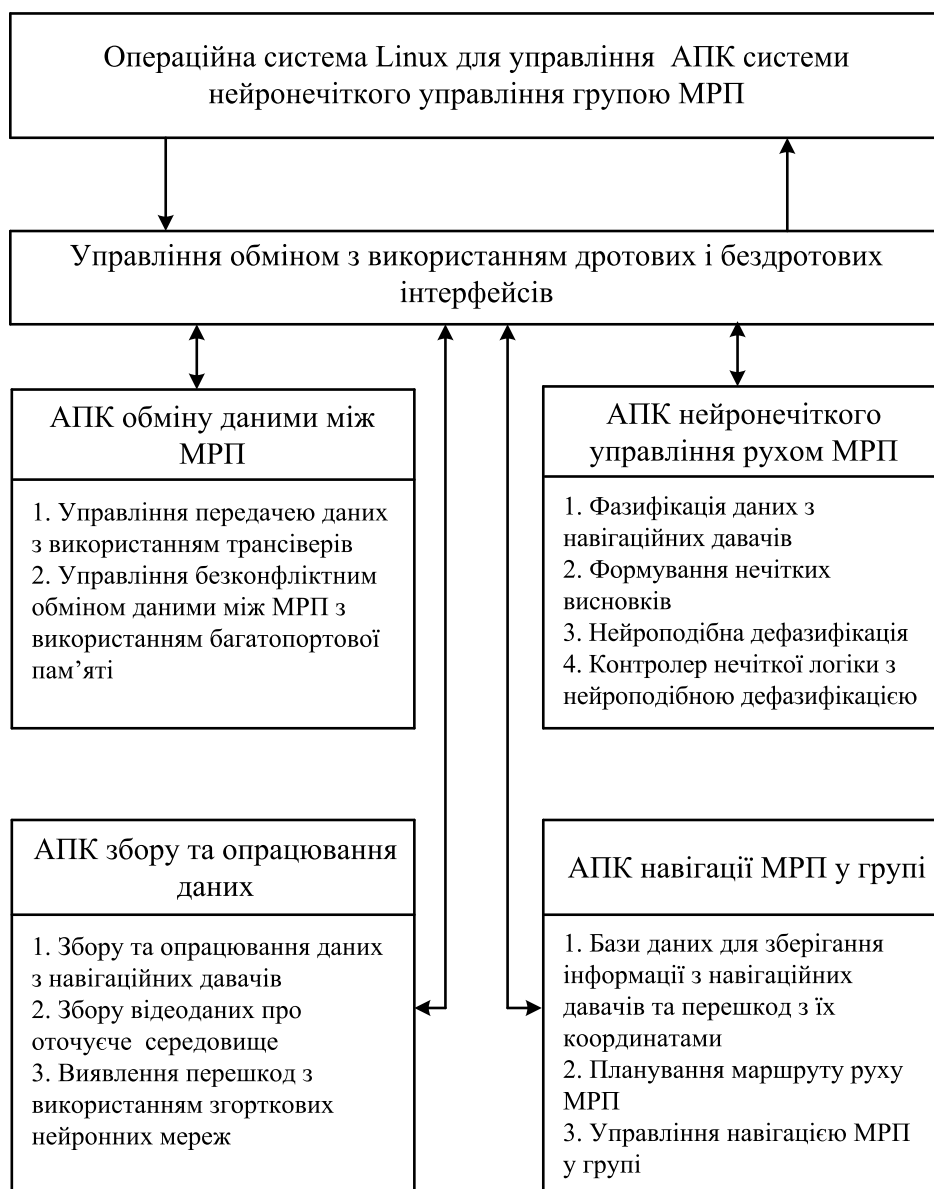 Операційна система Linux для управління АПК системи
нейронечіткого управління групою МРП
Управління обміном з використанням дротових і бездротових
інтерфейсів
АПК обміну даними між
МРП
1. Управління передачею даних
з використанням трансіверів
2. Управління безконфліктним
обміном даними між МРП з
використанням багатопортової
пам’яті
АПК нейронечіткого
управління рухом МРП
1. Фазифікація даних з
навігаційних давачів
2. Формування нечітких
висновків
3. Нейроподібна дефазифікація
4. Контролер нечіткої логіки з
нейроподібною дефазифікацією
АПК збору та опрацювання
даних
1. Збору та опрацювання даних
з навігаційних давачів
2. Збору відеоданих про
оточуєче середовище
3. Виявлення перешкод з
використанням згорткових
нейронних мереж
АПК навігації МРП у групі
1. Бази даних для зберігання
інформації з навігаційних
давачів та перешкод з їх
координатами
2. Планування маршруту руху
МРП
3. Управління навігацією МРП
у групі